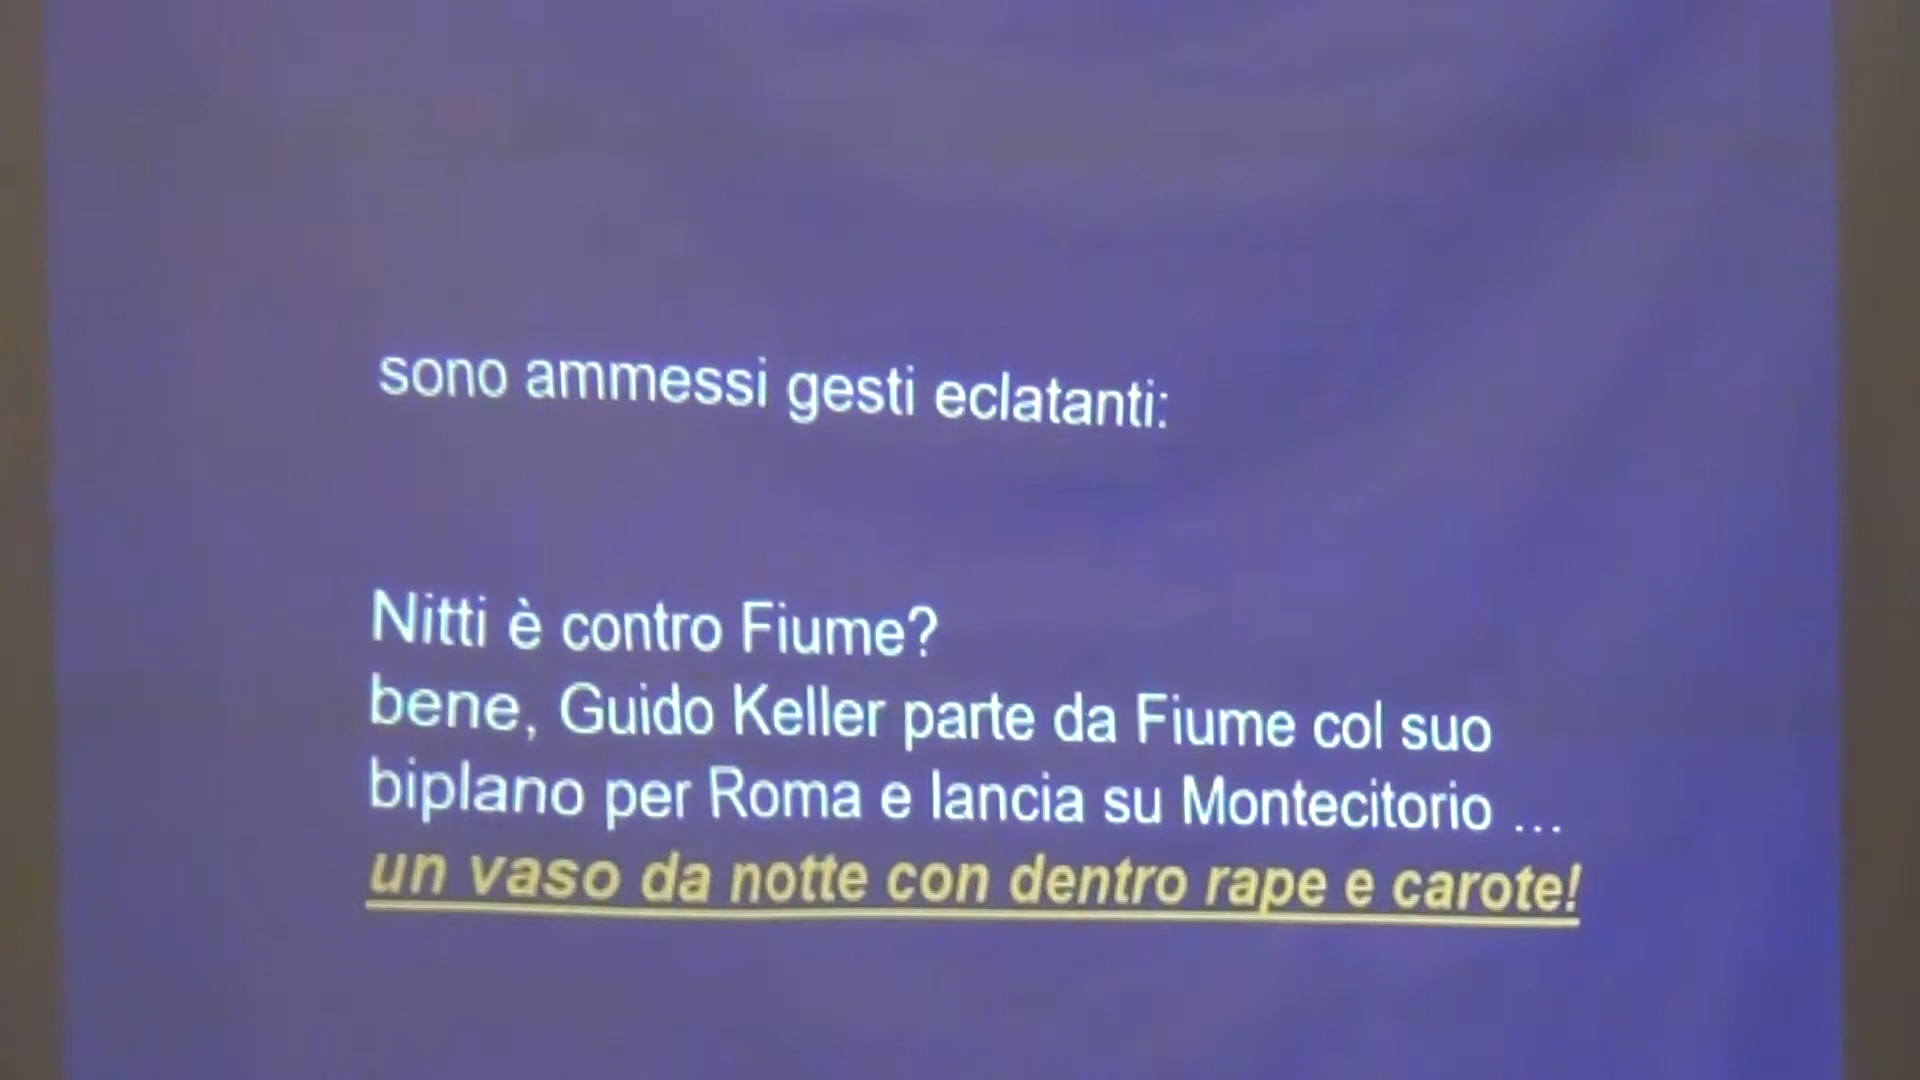 sono ammessi gesti eclatanti:
Nitti è contro Fiume?
bene, Guido Keller parte da Fiume col suo
biplano per Roma e lancia su Montecitorio ...
un vaso da notte con dentro rape e carote!